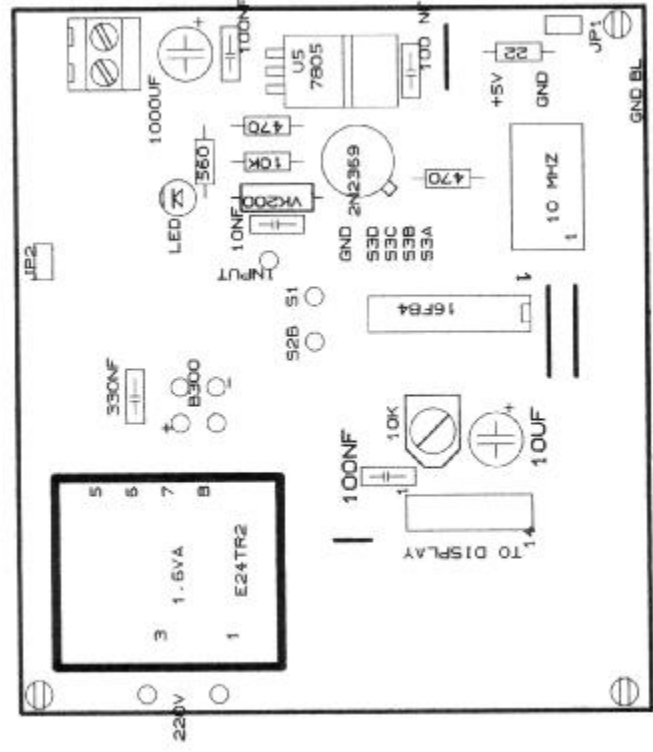 100NF
100 NF
U5
7805
JP1
22
1000UF
+5V
GND
GND BL
470
560
10K
2N2369
470
10 MHZ
1
VK200
LED
10NF
GND
S3D
S3C
S3B
S3A
JP2
INPUT
S1
1
16F84
S2B
330NF
B300
+
-
10K
+
10UF
100NF
1
5
6
7
8
1.6VA
E24TR2
TO DISPLAY
14
3
1
220V